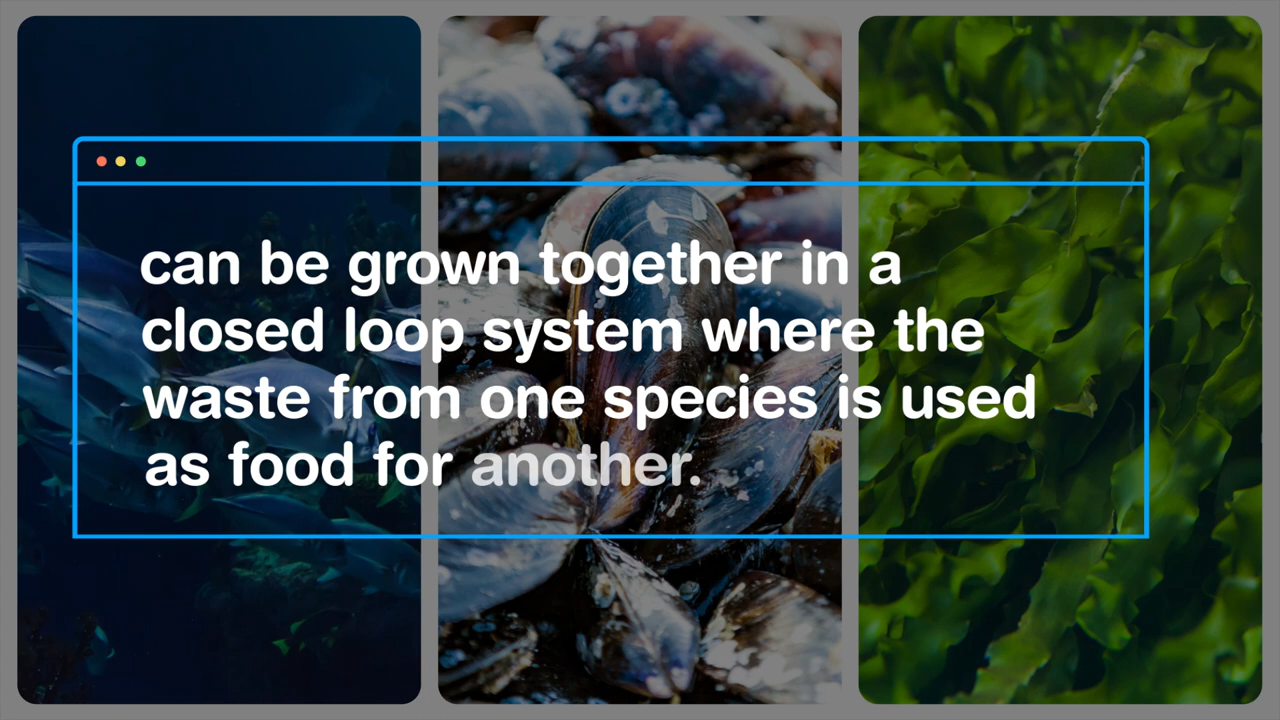 can be grown together in a
closed loop system where the
waste from one species is used
as food for another.